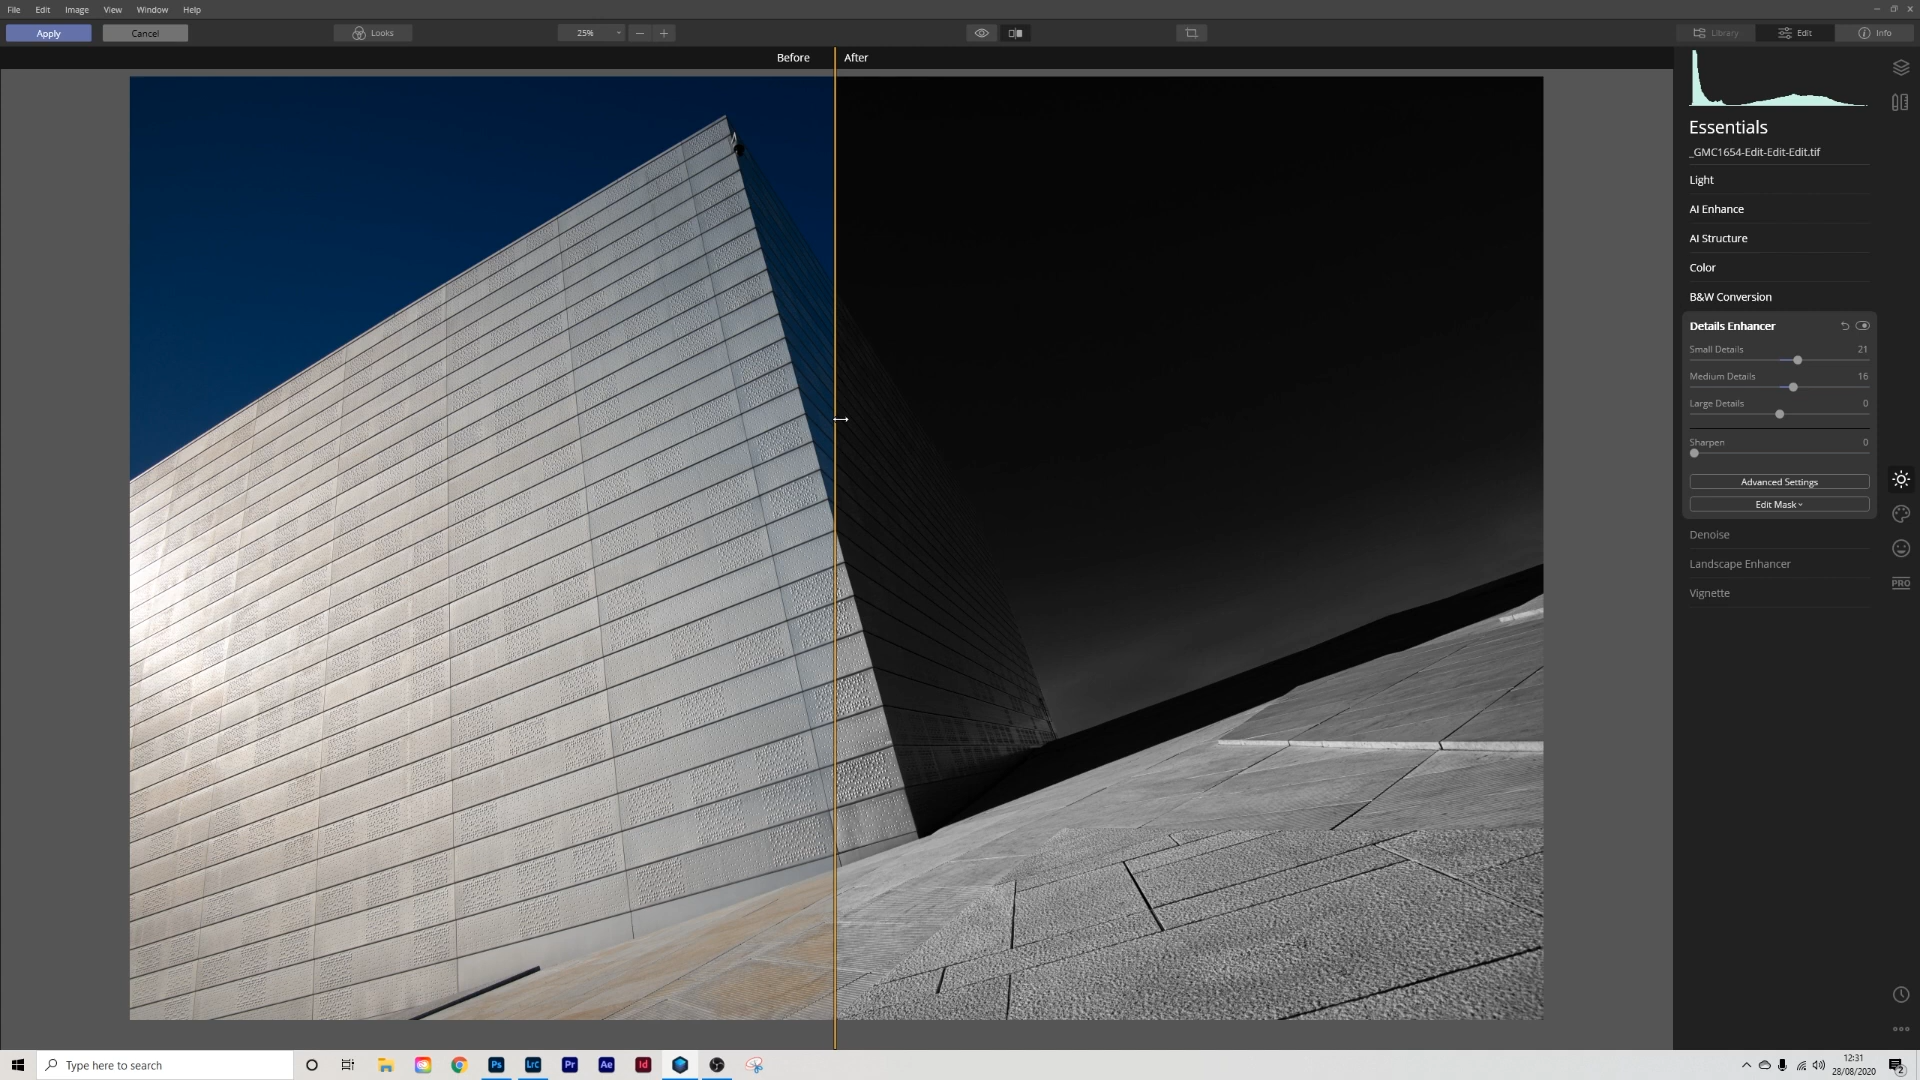 File Edit Image View Window Help
Apply Cancel Looks 25% Library Edit Info
Before After
Essentials
_GMC1654-Edit-Edit-Edit.tif
Light
AI Enhance
AI Structure
Color
B&W Conversion
Details Enhancer
Small Details 21
Medium Details 16
Large Details 0
Sharpen 0
Advanced Settings
Edit Mask
Denoise
Landscape Enhancer
Vignette
PRO
Type here to search
Ps LrC Pr Ae Id
12:31
28/08/2020
2